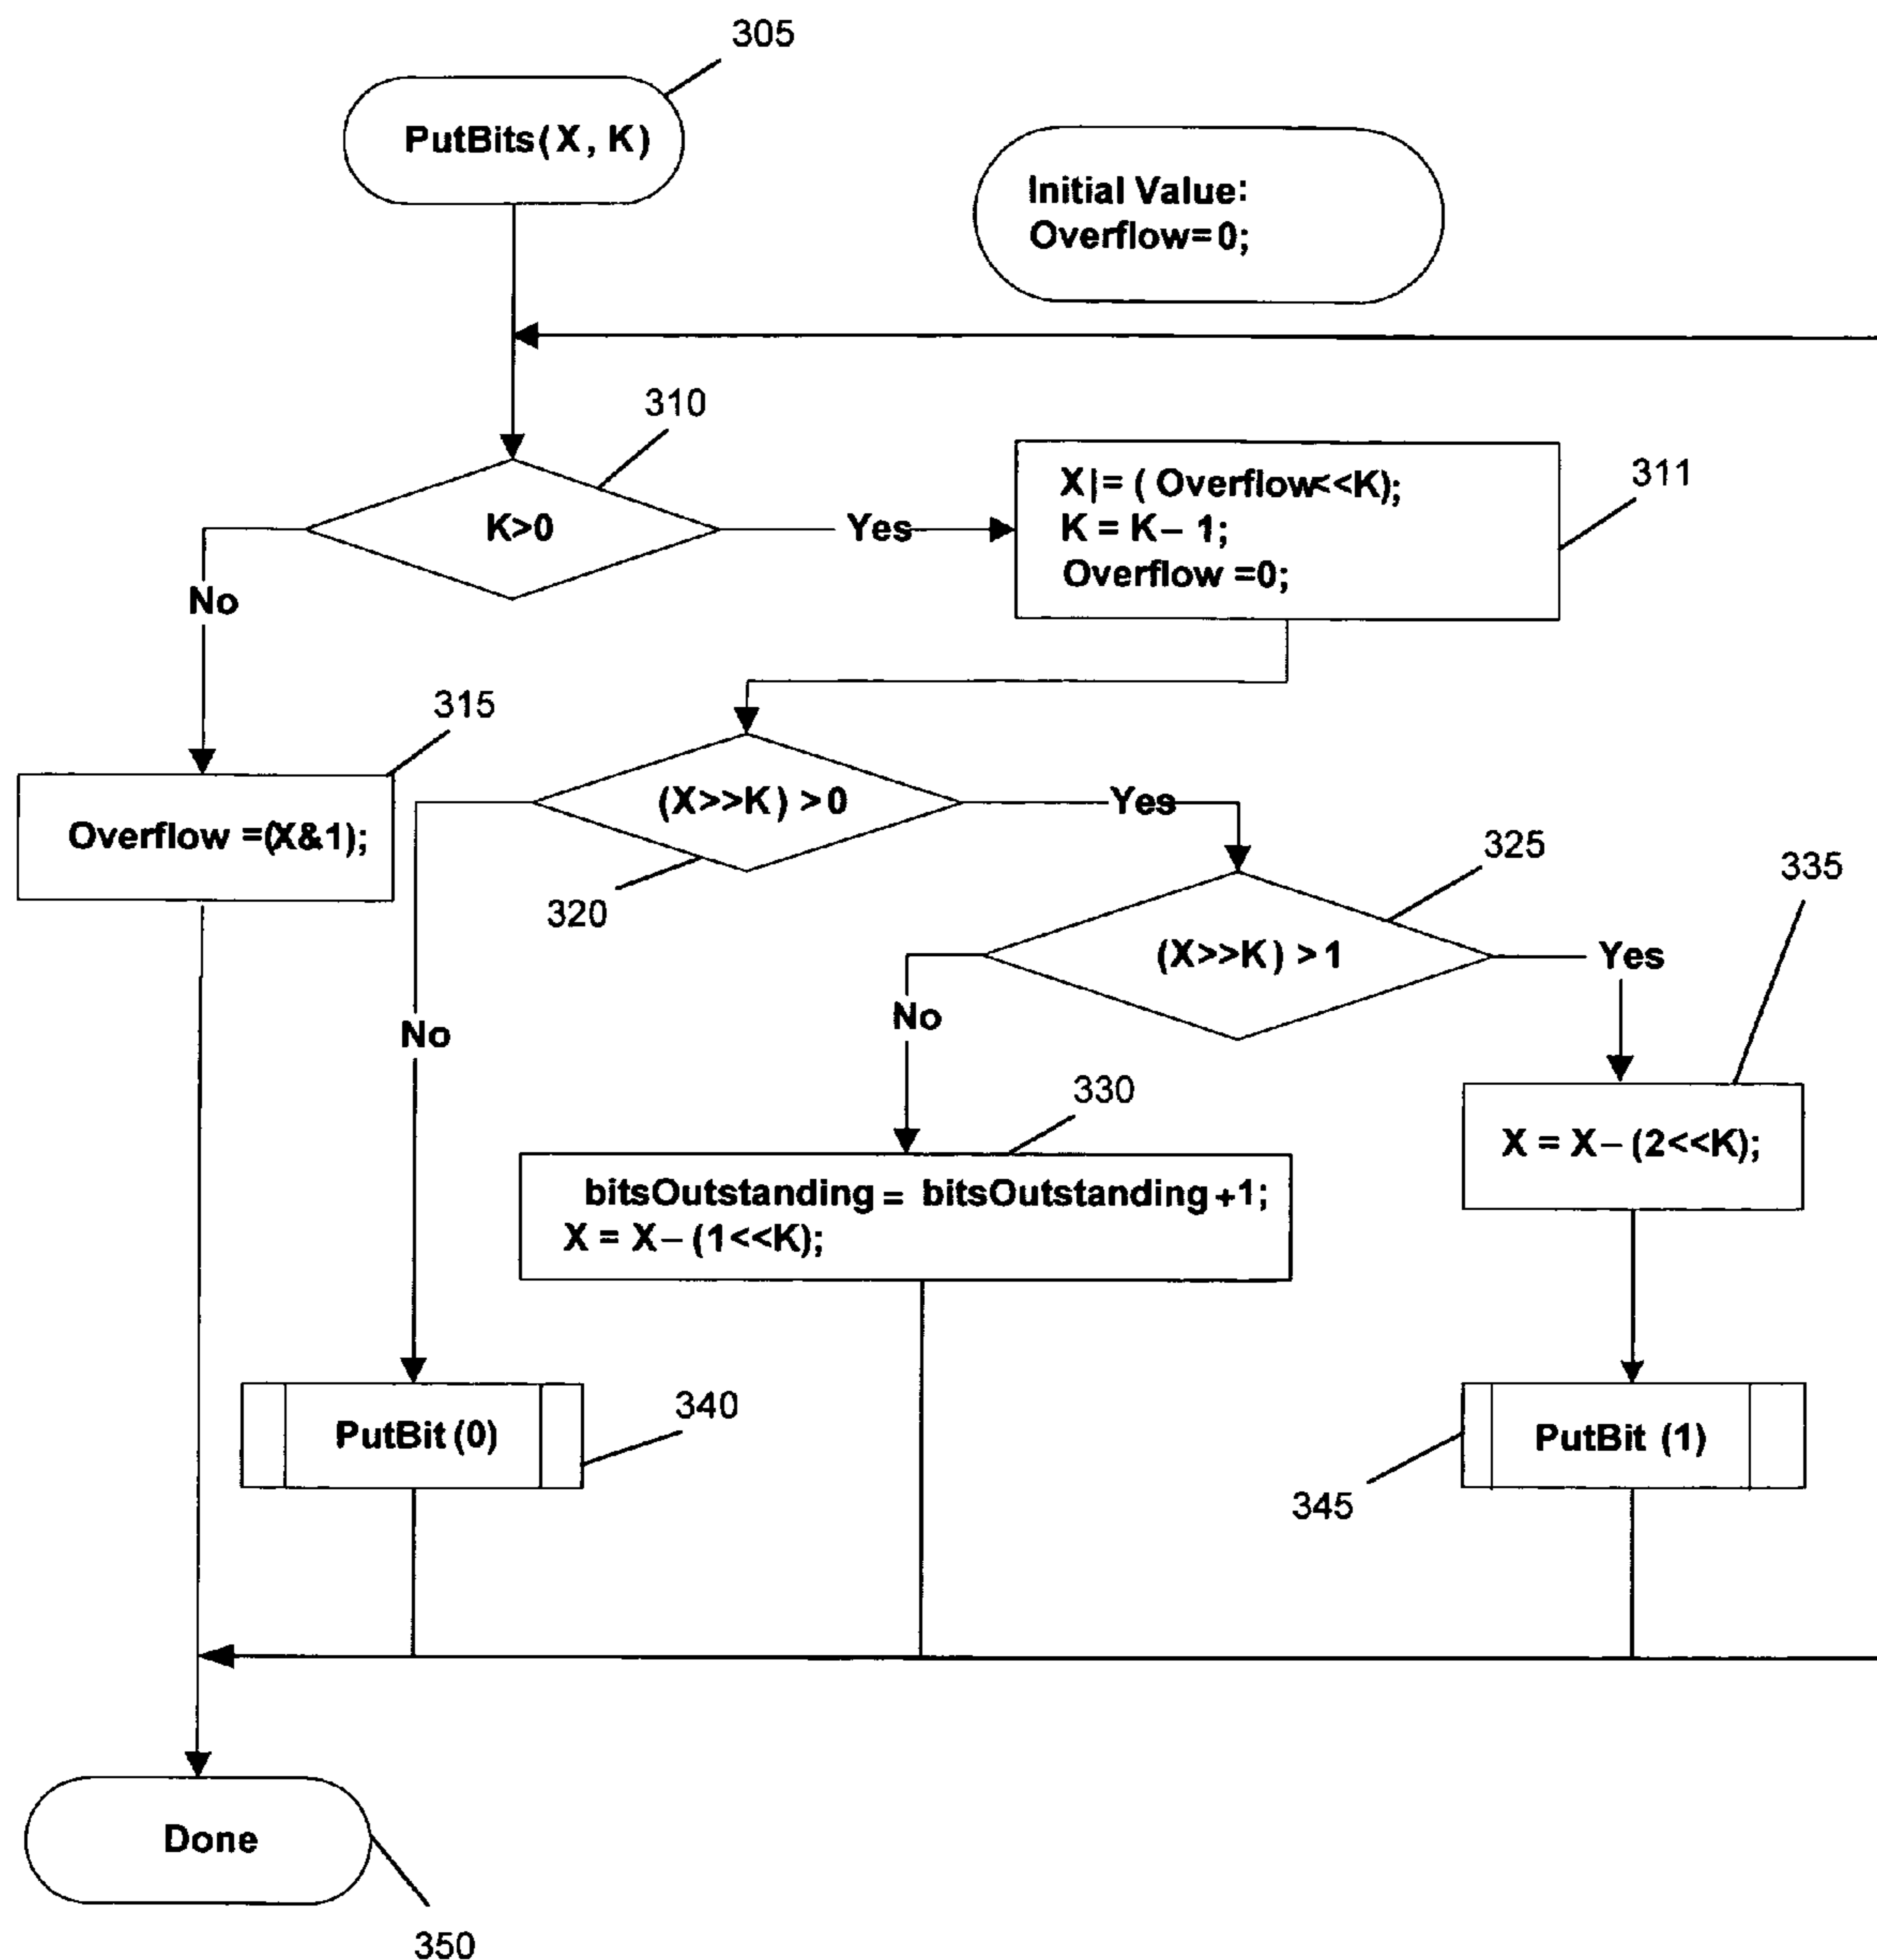 305
PutBits(X, K)
Initial Value:
Overflow=0;
310
K>0
Yes
X|= ( Overflow<<K);
K = K – 1;
Overflow =0;
311
No
315
Overflow =(X&1);
(X>>K) >0
Yes
320
325
335
(X>>K) >1
Yes
No
No
330
bitsOutstanding = bitsOutstanding +1;
X = X – (1<<K);
X = X – (2<<K);
PutBit (0)
340
PutBit (1)
345
Done
350